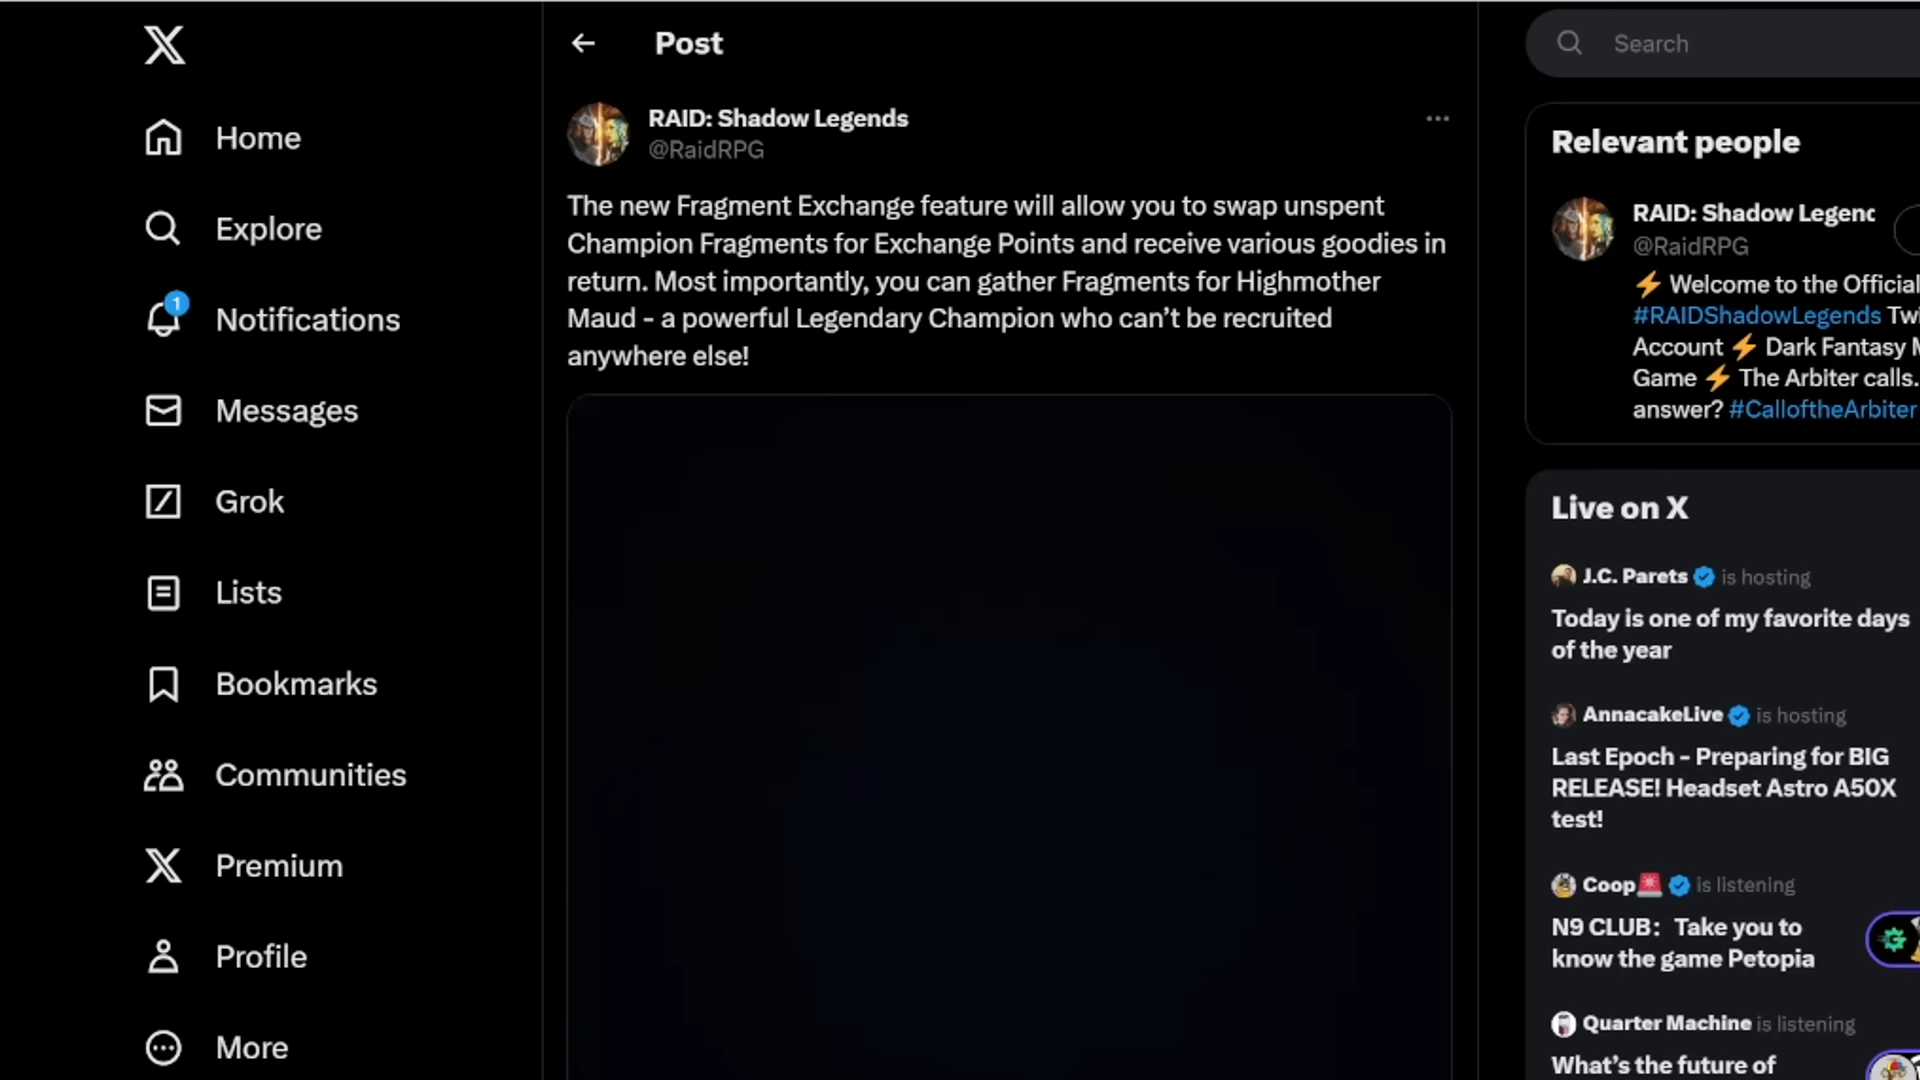 Home
Explore
1
Notifications
Messages
Grok
Lists
Bookmarks
Communities
Premium
Profile
More
Post
RAID: Shadow Legends
@RaidRPG
The new Fragment Exchange feature will allow you to swap unspent
Champion Fragments for Exchange Points and receive various goodies in
return. Most importantly, you can gather Fragments for Highmother
Maud - a powerful Legendary Champion who can’t be recruited
anywhere else!
Search
Relevant people
RAID: Shadow Legend
@RaidRPG
⚡ Welcome to the Official
#RAIDShadowLegends
Account ⚡ Dark Fantasy
Game ⚡ The Arbiter calls.
answer? #CalloftheArbiter
Live on X
J.C. Parets is hosting
Today is one of my favorite days
of the year
AnnacakeLive is hosting
Last Epoch - Preparing for BIG
RELEASE! Headset Astro A50X
test!
Coop🚨 is listening
N9 CLUB: Take you to
know the game Petopia
Quarter Machine is listening
What’s the future of